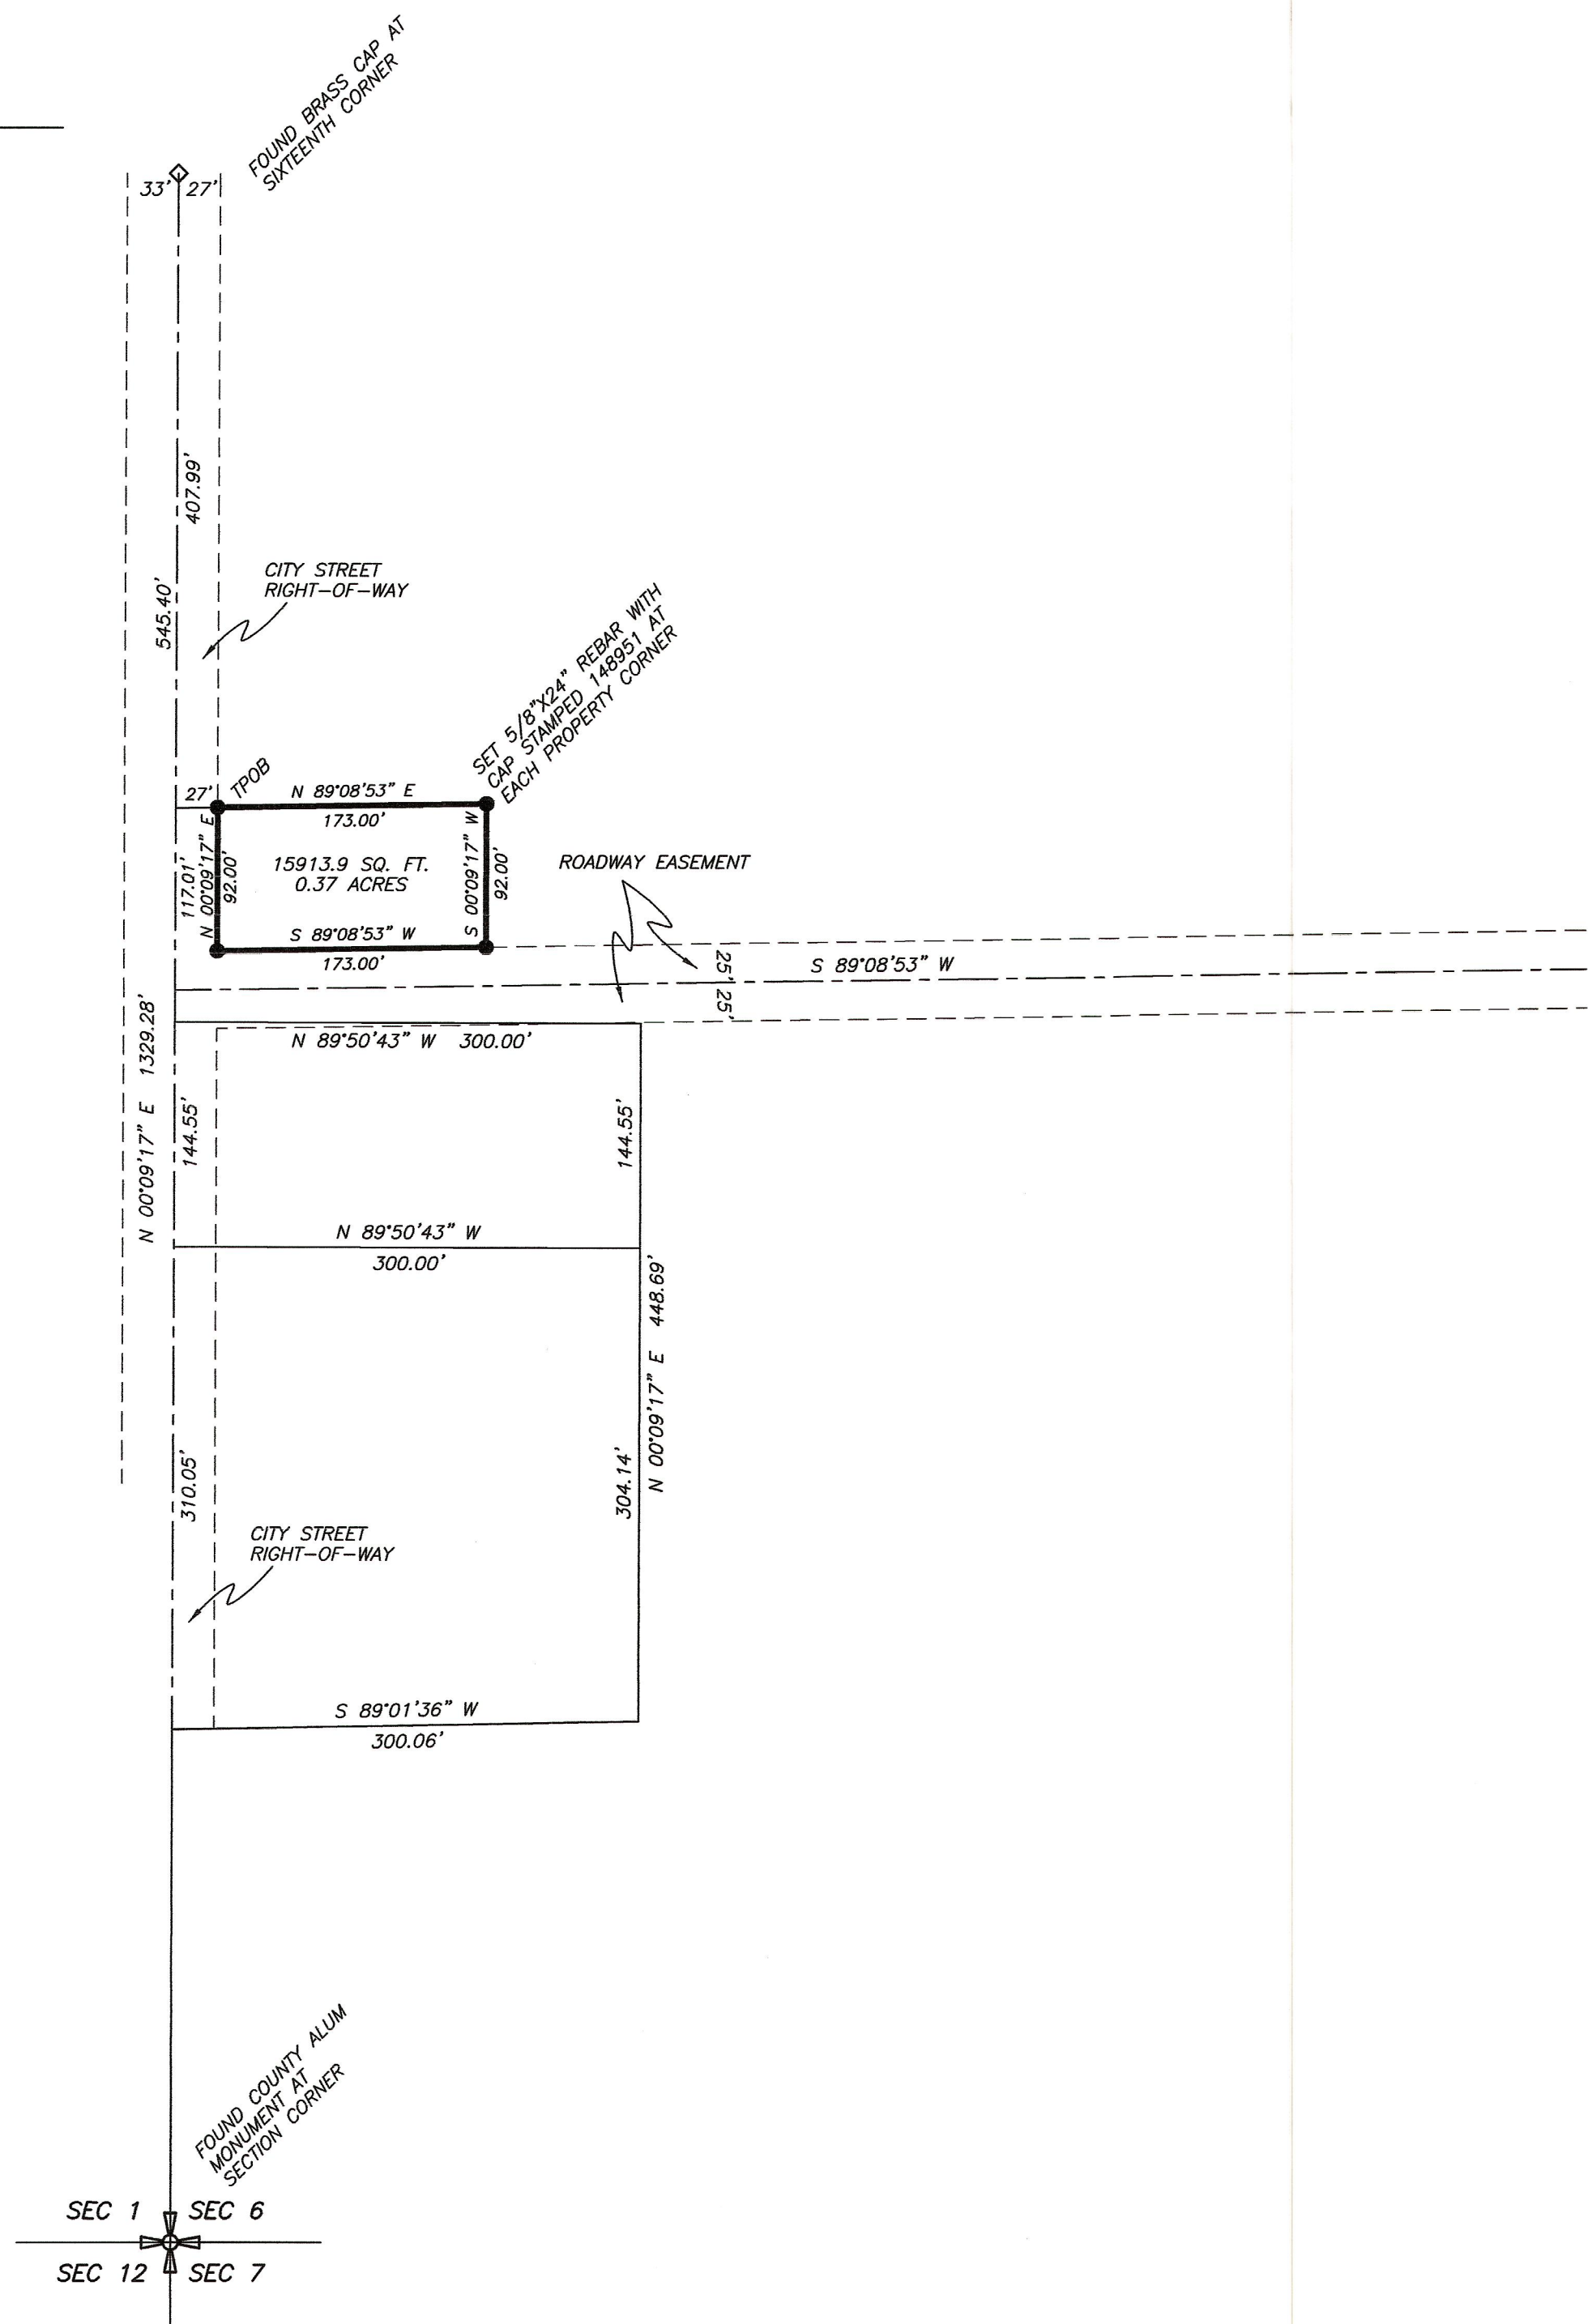 FOUND BRASS CAP AT
SIXTEENTH CORNER
33'
27'
407.99'
545.40'
CITY STREET
RIGHT-OF-WAY
SET 5/8"X24" REBAR WITH
CAP STAMPED 148951 AT
EACH PROPERTY CORNER
TPOB
27'
N 89°08'53" E
173.00'
117.01'
N 00°09'17" E
92.00'
15913.9 SQ. FT.
0.37 ACRES
S 00°09'17" W
92.00'
S 89°08'53" W
173.00'
ROADWAY EASEMENT
25'
25'
S 89°08'53" W
N 00°09'17" E 1329.28'
N 89°50'43" W 300.00'
144.55'
144.55'
N 89°50'43" W
300.00'
N 00°09'17" E 448.69'
310.05'
304.14'
CITY STREET
RIGHT-OF-WAY
S 89°01'36" W
300.06'
FOUND COUNTY ALUM
MONUMENT AT
SECTION CORNER
SEC 1
SEC 6
SEC 12
SEC 7